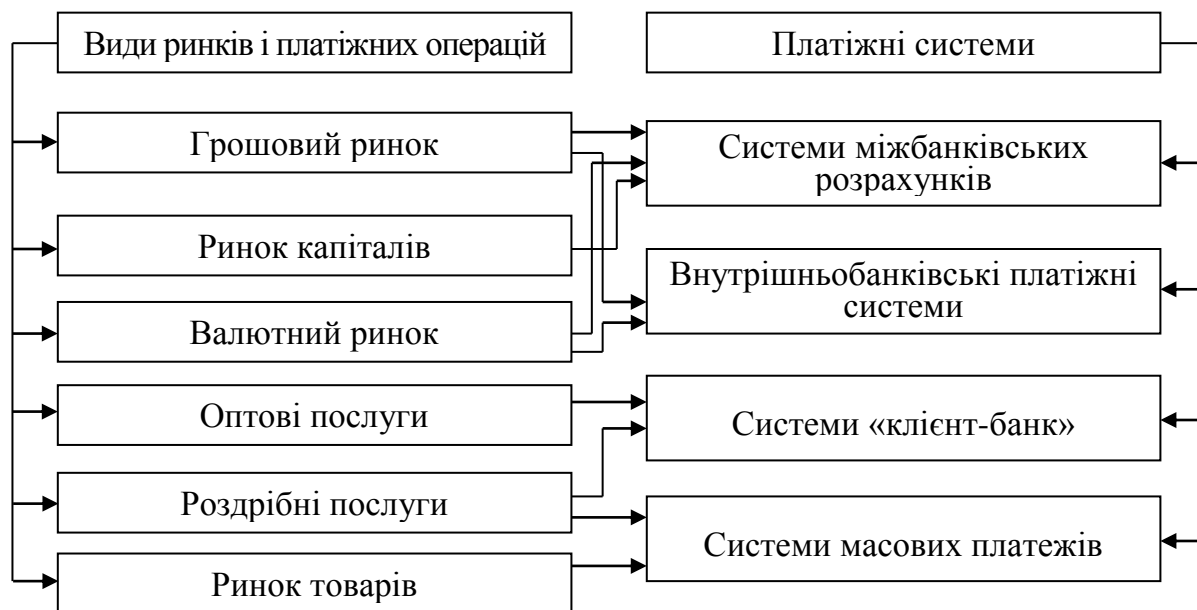 Види ринків і платіжних операцій
Платіжні системи
Грошовий ринок
Системи міжбанківських
розрахунків
Ринок капіталів
Внутрішньобанківські платіжні
системи
Валютний ринок
Оптові послуги
Системи «клієнт-банк»
Роздрібні послуги
Системи масових платежів
Ринок товарів